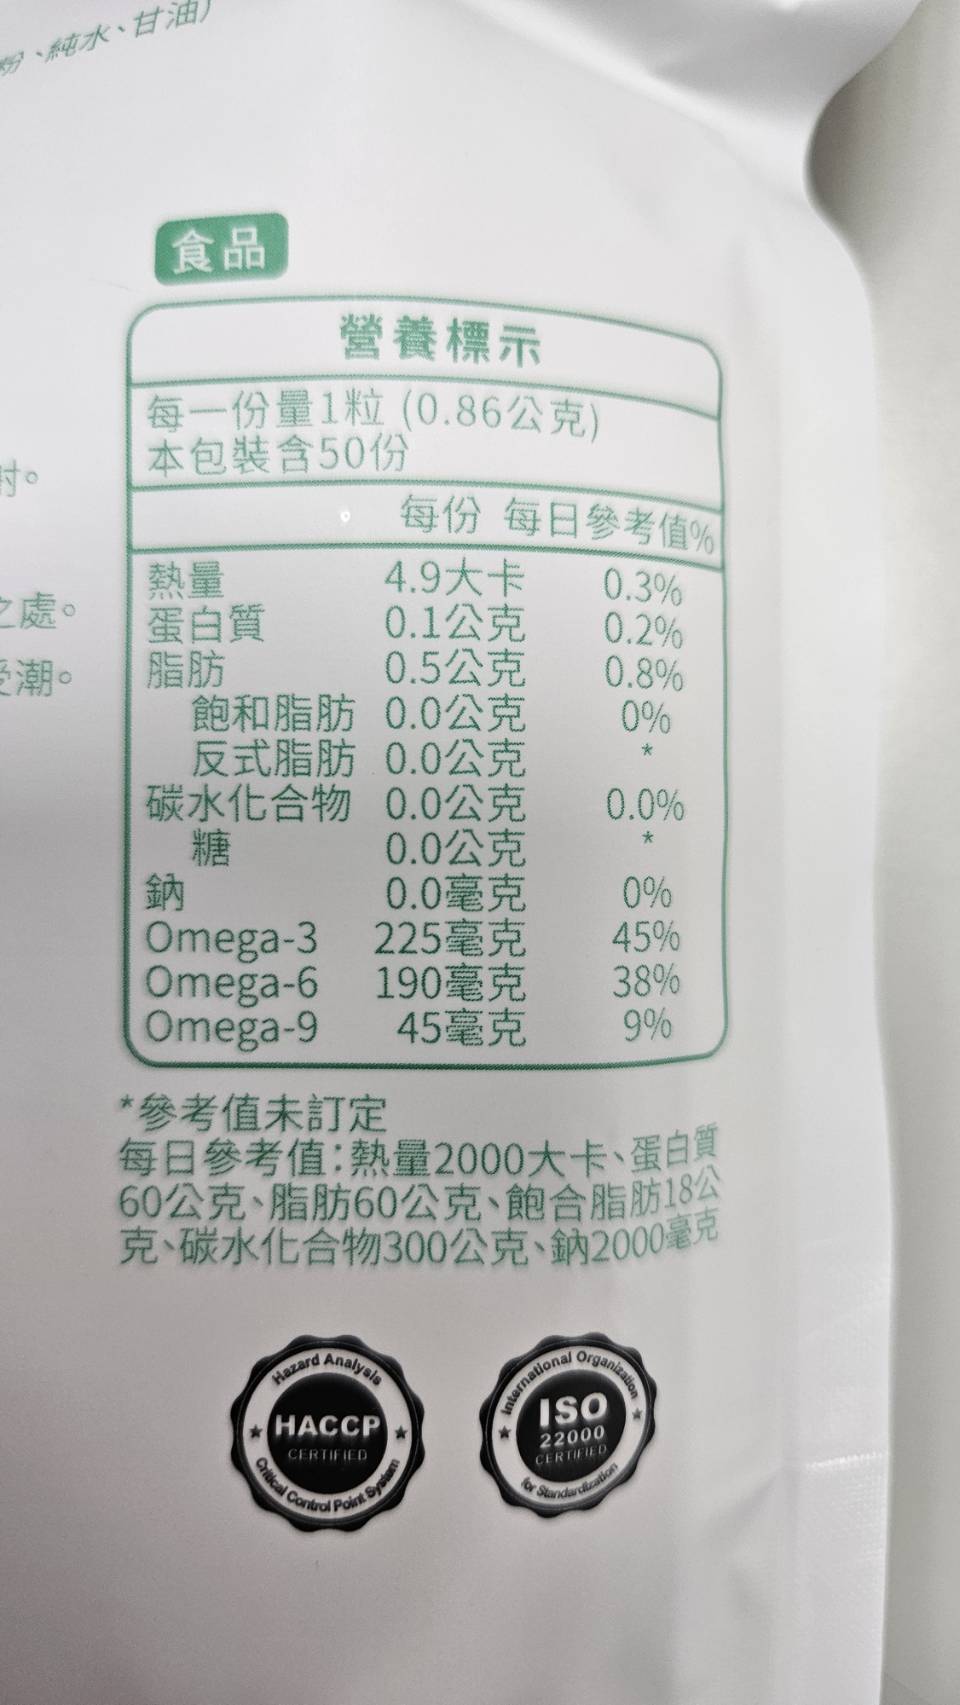 粉、純水、甘油)
食品
營養標示
每一份量1粒 (0.86公克)
本包裝含50份
每份 每日參考值%
熱量 4.9大卡 0.3%
蛋白質 0.1公克 0.2%
脂肪 0.5公克 0.8%
飽和脂肪 0.0公克 0%
反式脂肪 0.0公克 *
碳水化合物 0.0公克 0.0%
糖 0.0公克 *
鈉 0.0毫克 0%
Omega-3 225毫克 45%
Omega-6 190毫克 38%
Omega-9 45毫克 9%
射。
之處。
受潮。
*參考值未訂定
每日參考值:熱量2000大卡、蛋白質
60公克、脂肪60公克、飽合脂肪18公
克、碳水化合物300公克、鈉2000毫克
Hazard Analysis
HACCP
CERTIFIED
Critical Control Point System
International Organization
ISO
22000
CERTIFIED
for Standardization